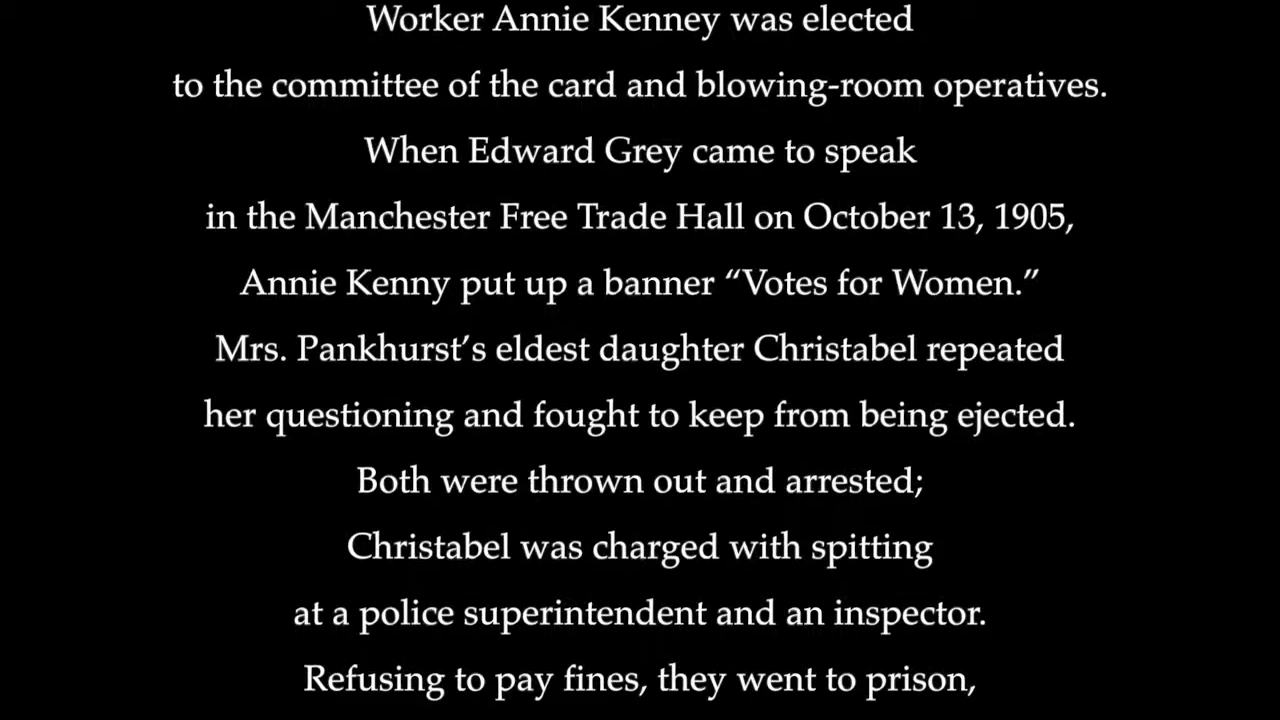 Worker Annie Kenney was elected
to the committee of the card and blowing-room operatives.
When Edward Grey came to speak
in the Manchester Free Trade Hall on October 13, 1905,
Annie Kenny put up a banner “Votes for Women.”
Mrs. Pankhurst’s eldest daughter Christabel repeated
her questioning and fought to keep from being ejected.
Both were thrown out and arrested;
Christabel was charged with spitting
at a police superintendent and an inspector.
Refusing to pay fines, they went to prison,